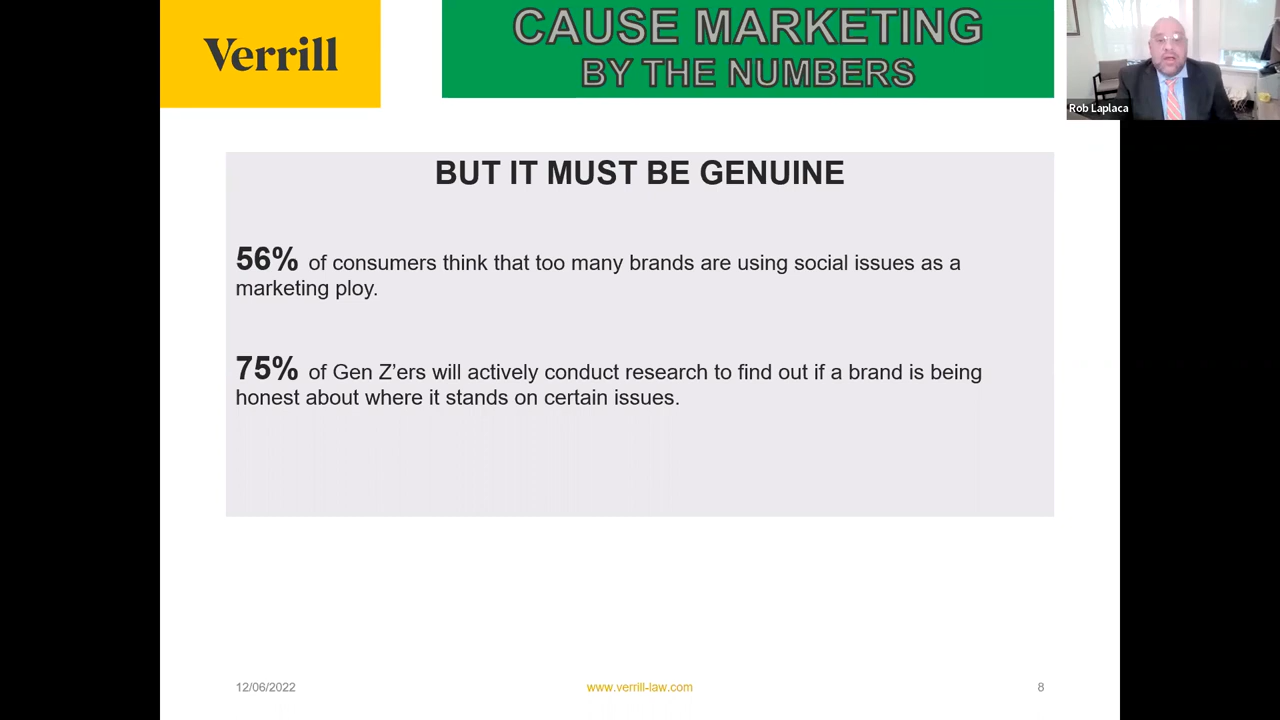 Verrill
CAUSE MARKETING
BY THE NUMBERS
Rob Laplaca
BUT IT MUST BE GENUINE
56% of consumers think that too many brands are using social issues as a
marketing ploy.
75% of Gen Z’ers will actively conduct research to find out if a brand is being
honest about where it stands on certain issues.
12/06/2022
www.verrill-law.com
8